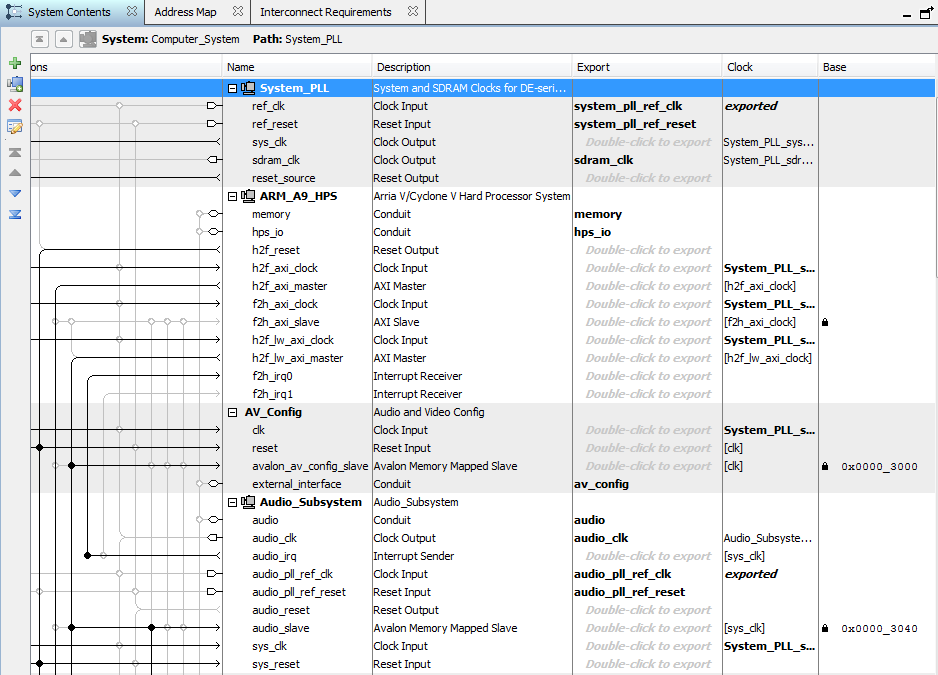 System Contents Address Map Interconnect Requirements
System: Computer_System Path: System_PLL
ons Name Description Export Clock Base
System_PLL System and SDRAM Clocks for DE-seri...
ref_clk Clock Input system_pll_ref_clk exported
ref_reset Reset Input system_pll_ref_reset
sys_clk Clock Output Double-click to export System_PLL_sys...
sdram_clk Clock Output sdram_clk System_PLL_sdr...
reset_source Reset Output Double-click to export
ARM_A9_HPS Arria V/Cyclone V Hard Processor System
memory Conduit memory
hps_io Conduit hps_io
h2f_reset Reset Output Double-click to export
h2f_axi_clock Clock Input Double-click to export System_PLL_s...
h2f_axi_master AXI Master Double-click to export [h2f_axi_clock]
f2h_axi_clock Clock Input Double-click to export System_PLL_s...
f2h_axi_slave AXI Slave Double-click to export [f2h_axi_clock]
h2f_lw_axi_clock Clock Input Double-click to export System_PLL_s...
h2f_lw_axi_master AXI Master Double-click to export [h2f_lw_axi_clock]
f2h_irq0 Interrupt Receiver Double-click to export
f2h_irq1 Interrupt Receiver Double-click to export
AV_Config Audio and Video Config
clk Clock Input Double-click to export System_PLL_s...
reset Reset Input Double-click to export [clk]
avalon_av_config_slave Avalon Memory Mapped Slave Double-click to export [clk] 0x0000_3000
external_interface Conduit av_config
Audio_Subsystem Audio_Subsystem
audio Conduit audio
audio_clk Clock Output audio_clk Audio_Subsyste...
audio_irq Interrupt Sender Double-click to export [sys_clk]
audio_pll_ref_clk Clock Input audio_pll_ref_clk exported
audio_pll_ref_reset Reset Input audio_pll_ref_reset
audio_reset Reset Output Double-click to export
audio_slave Avalon Memory Mapped Slave Double-click to export [sys_clk] 0x0000_3040
sys_clk Clock Input Double-click to export System_PLL_s...
sys_reset Reset Input Double-click to export